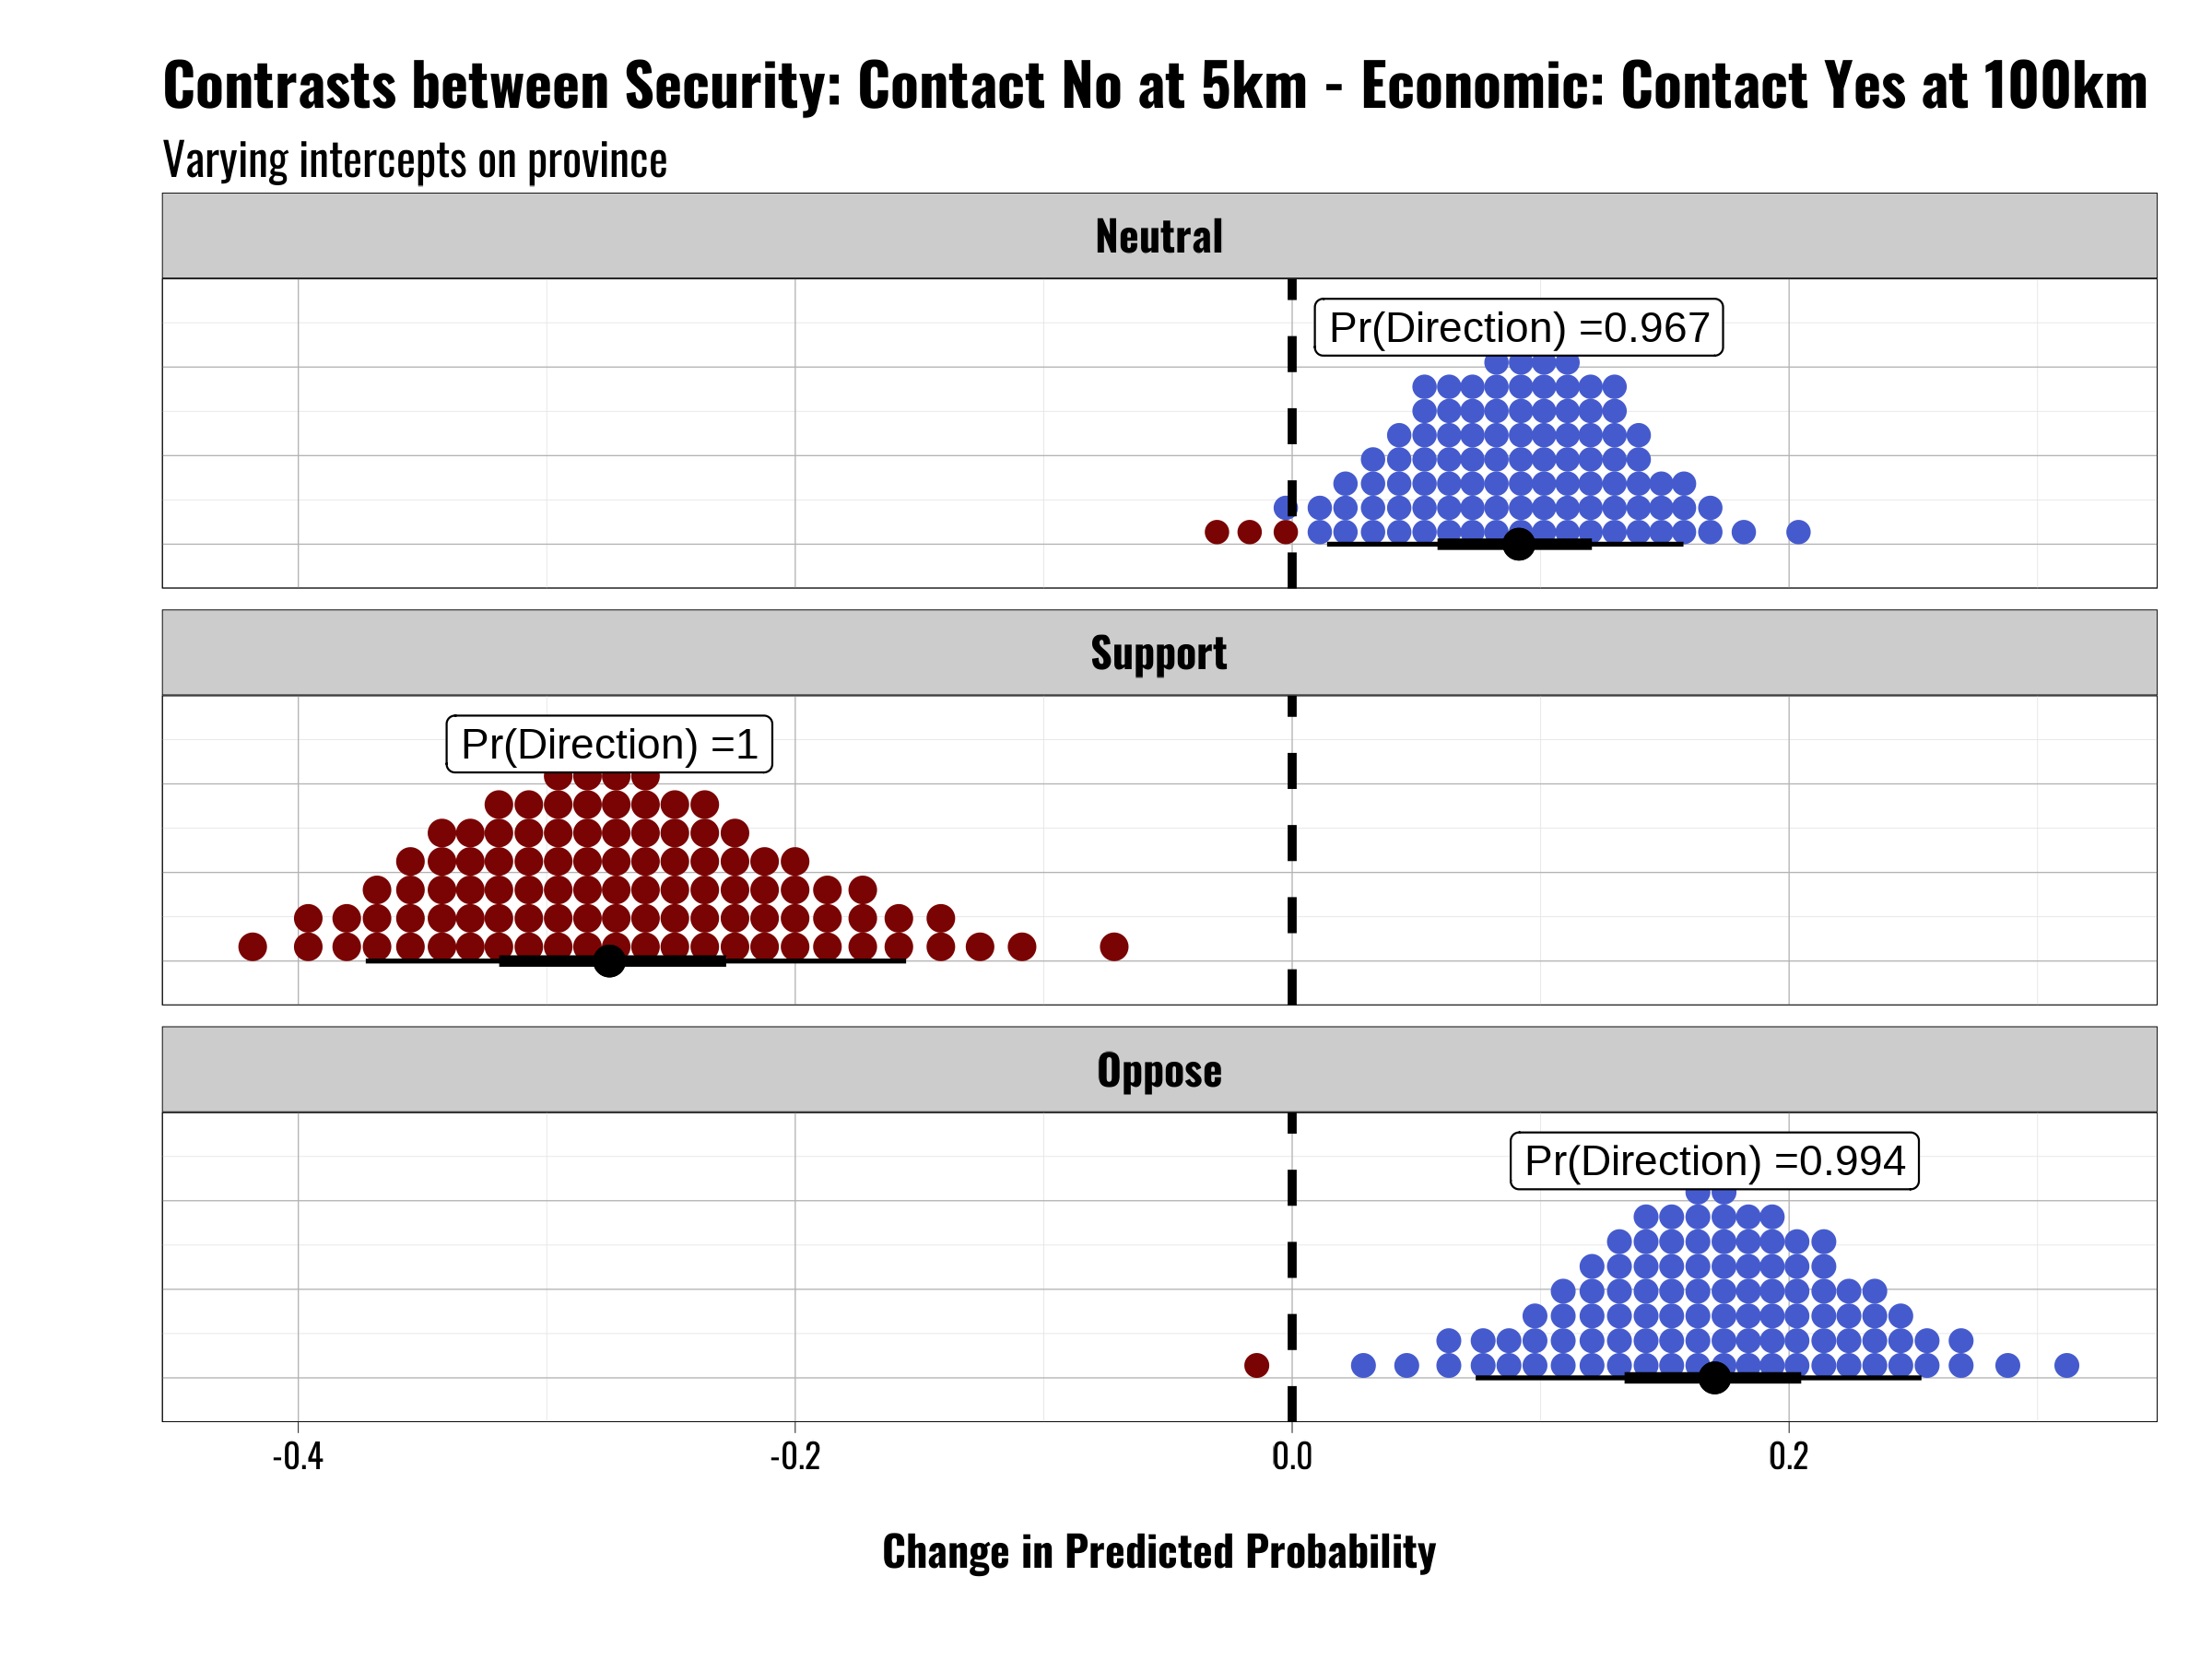 Contrasts between Security: Contact No at 5km - Economic: Contact Yes at 100km
Varying intercepts on province
Neutral
Pr(Direction) =0.967
Support
Pr(Direction) =1
Oppose
Pr(Direction) =0.994
-0.4 -0.2 0.0 0.2
Change in Predicted Probability